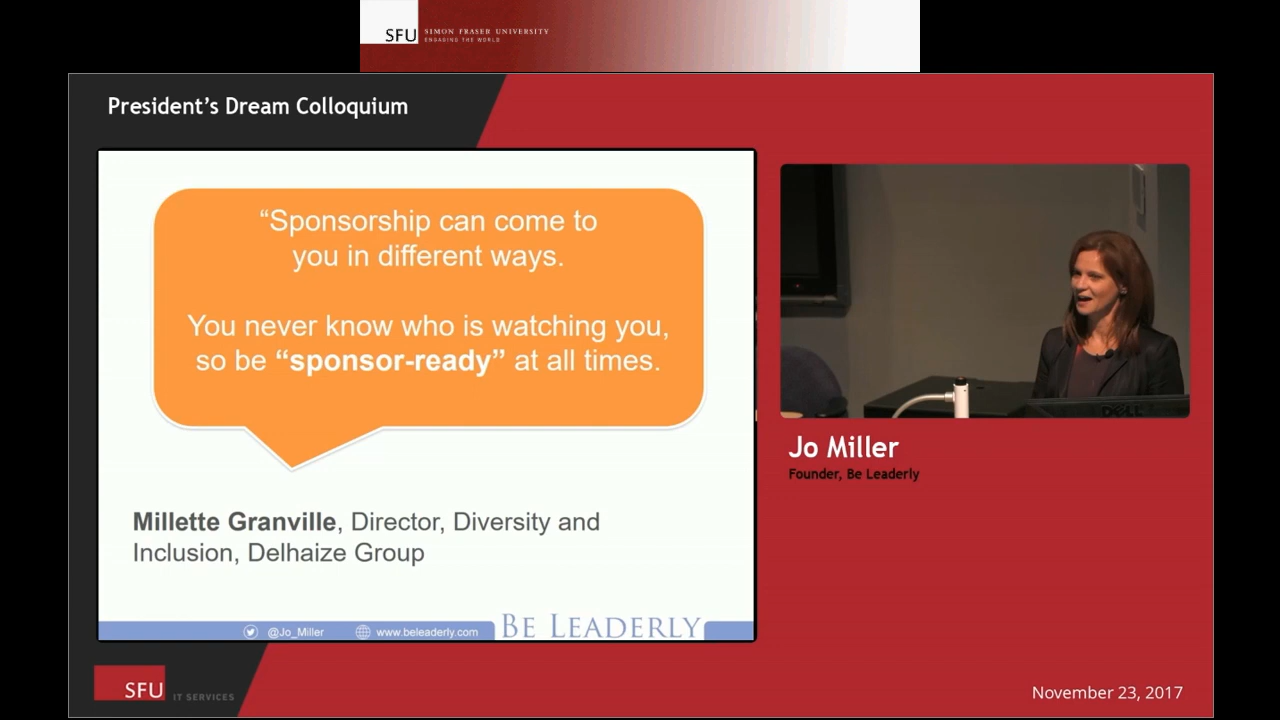 SFU SIMON FRASER UNIVERSITY
ENGAGING THE WORLD
President’s Dream Colloquium
“Sponsorship can come to
you in different ways.
You never know who is watching you,
so be “sponsor-ready” at all times.
Millette Granville, Director, Diversity and
Inclusion, Delhaize Group
@Jo_Miller www.beleaderly.com BE LEADERLY
DELL
Jo Miller
Founder, Be Leaderly
SFU IT SERVICES
November 23, 2017